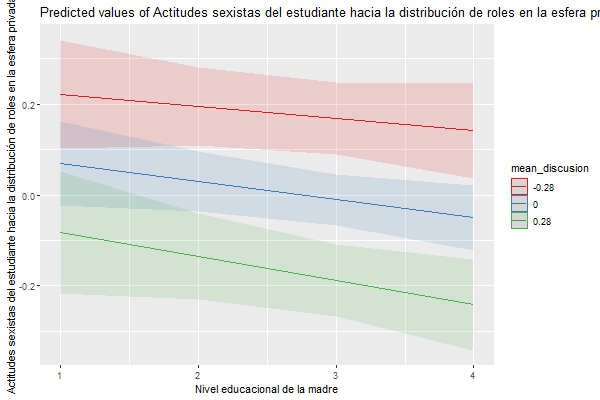 Predicted values of Actitudes sexistas del estudiante hacia la distribución de roles en la esfera pr
Actitudes sexistas del estudiante hacia la distribución de roles en la esfera privada
0.2
0.0
-0.2
1
2
3
4
Nivel educacional de la madre
mean_discusion
-0.28
0
0.28